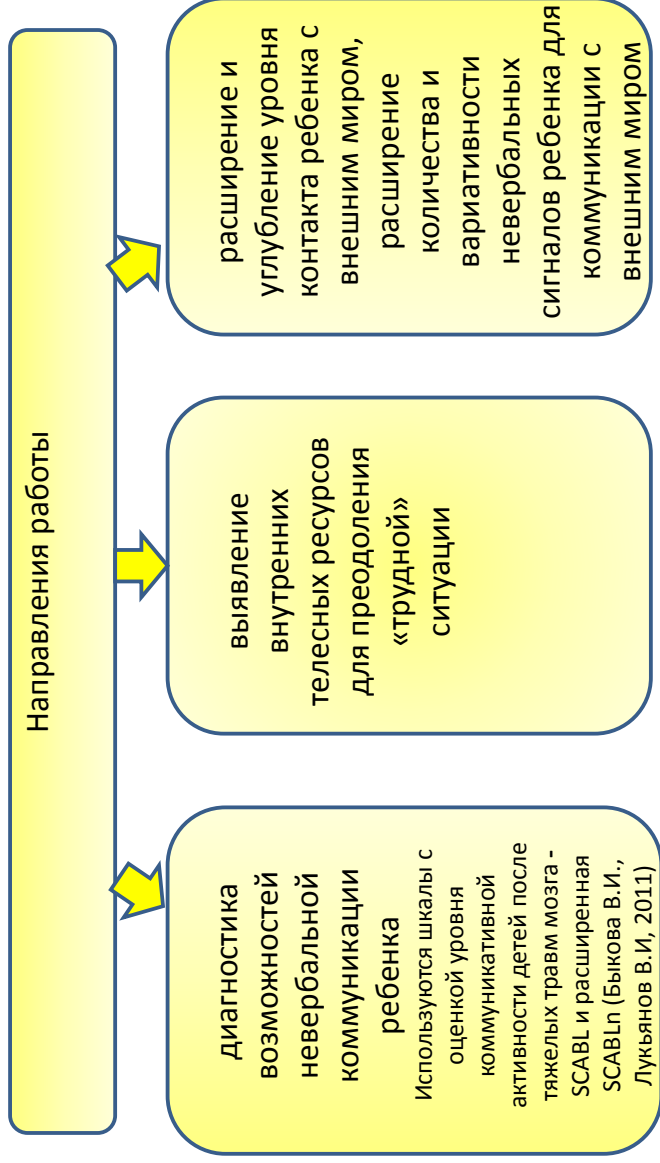 Направления работы
диагностика
возможностей
невербальной
коммуникации
ребенка
Используются шкалы с
оценкой уровня
коммуникативной
активности детей после
тяжелых травм мозга -
SCABL и расширенная
SCABLn (Быкова В.И.,
Лукьянов В.И, 2011)
выявление
внутренних
телесных ресурсов
для преодоления
«трудной»
ситуации
расширение и
углубление уровня
контакта ребенка с
внешним миром,
расширение
количества и
вариативности
невербальных
сигналов ребенка для
коммуникации с
внешним миром